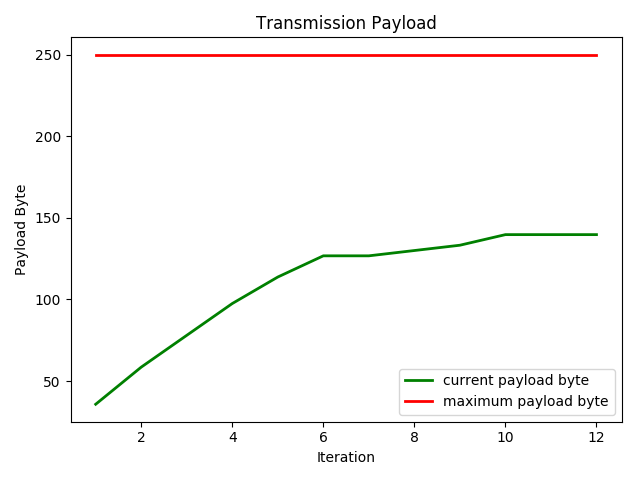 Transmission Payload
250
200
150
100
50
Payload Byte
current payload byte
maximum payload byte
2 4 6 8 10 12
Iteration